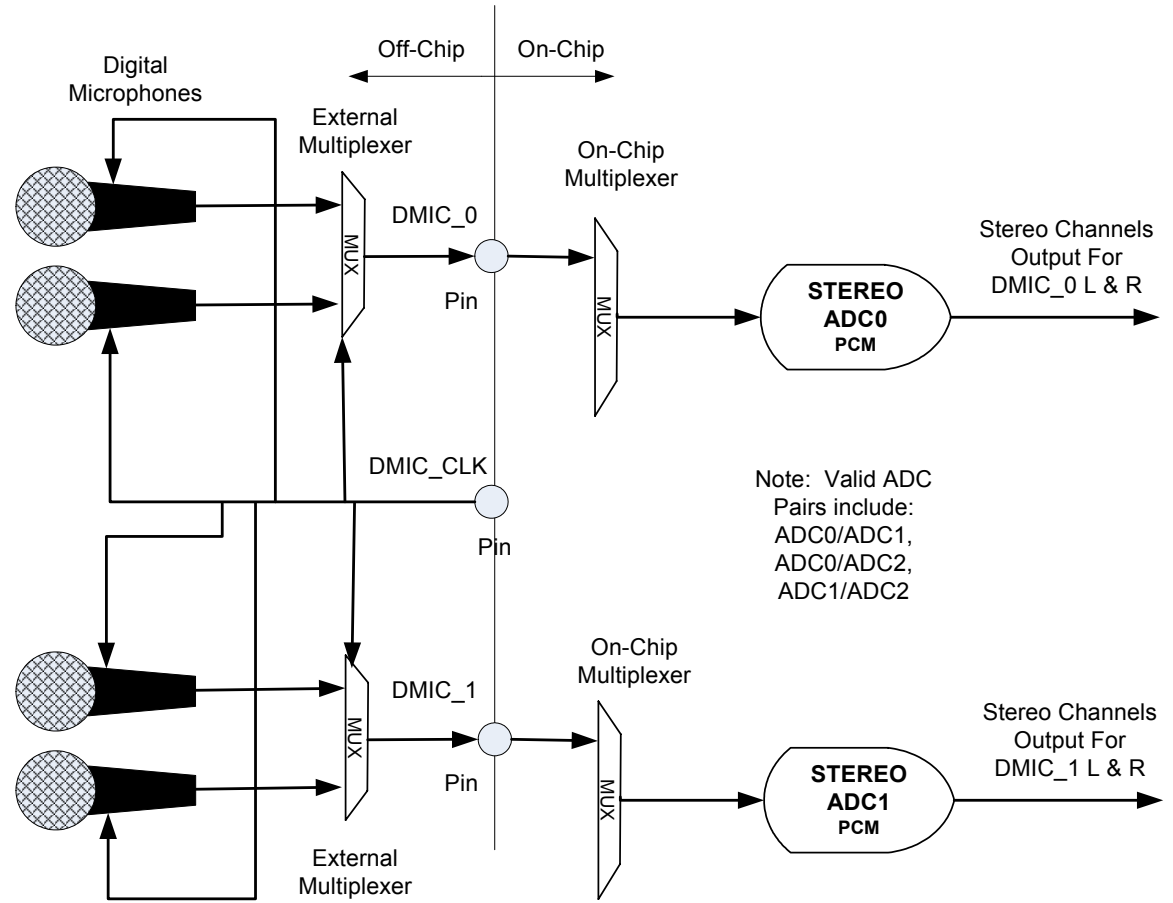 Off-Chip
On-Chip
Digital
Microphones
External
Multiplexer
On-Chip
Multiplexer
DMIC_0
MUX
Pin
MUX
STEREO
ADC0
PCM
Stereo Channels
Output For
DMIC_0 L & R
DMIC_CLK
Pin
Note: Valid ADC
Pairs include:
ADC0/ADC1,
ADC0/ADC2,
ADC1/ADC2
On-Chip
Multiplexer
DMIC_1
MUX
Pin
MUX
STEREO
ADC1
PCM
Stereo Channels
Output For
DMIC_1 L & R
External
Multiplexer